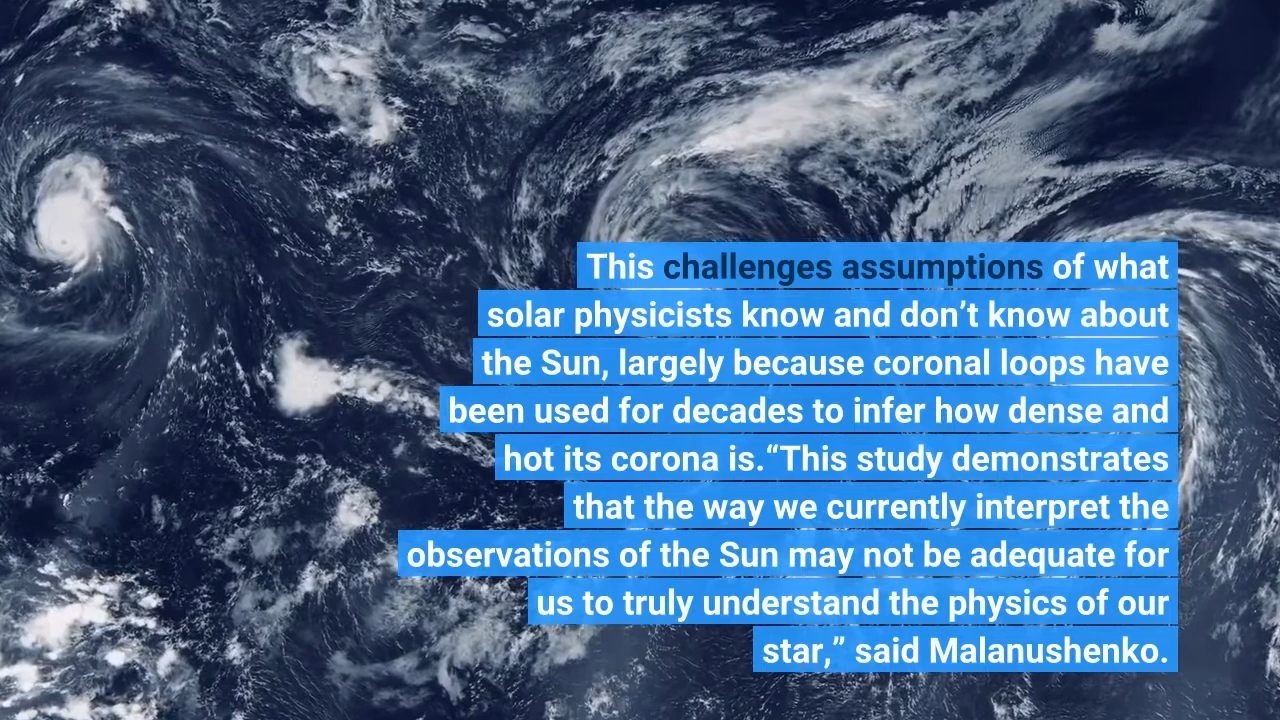 This challenges assumptions of what
solar physicists know and don’t know about
the Sun, largely because coronal loops have
been used for decades to infer how dense and
hot its corona is.“This study demonstrates
that the way we currently interpret the
observations of the Sun may not be adequate for
us to truly understand the physics of our
star,” said Malanushenko.